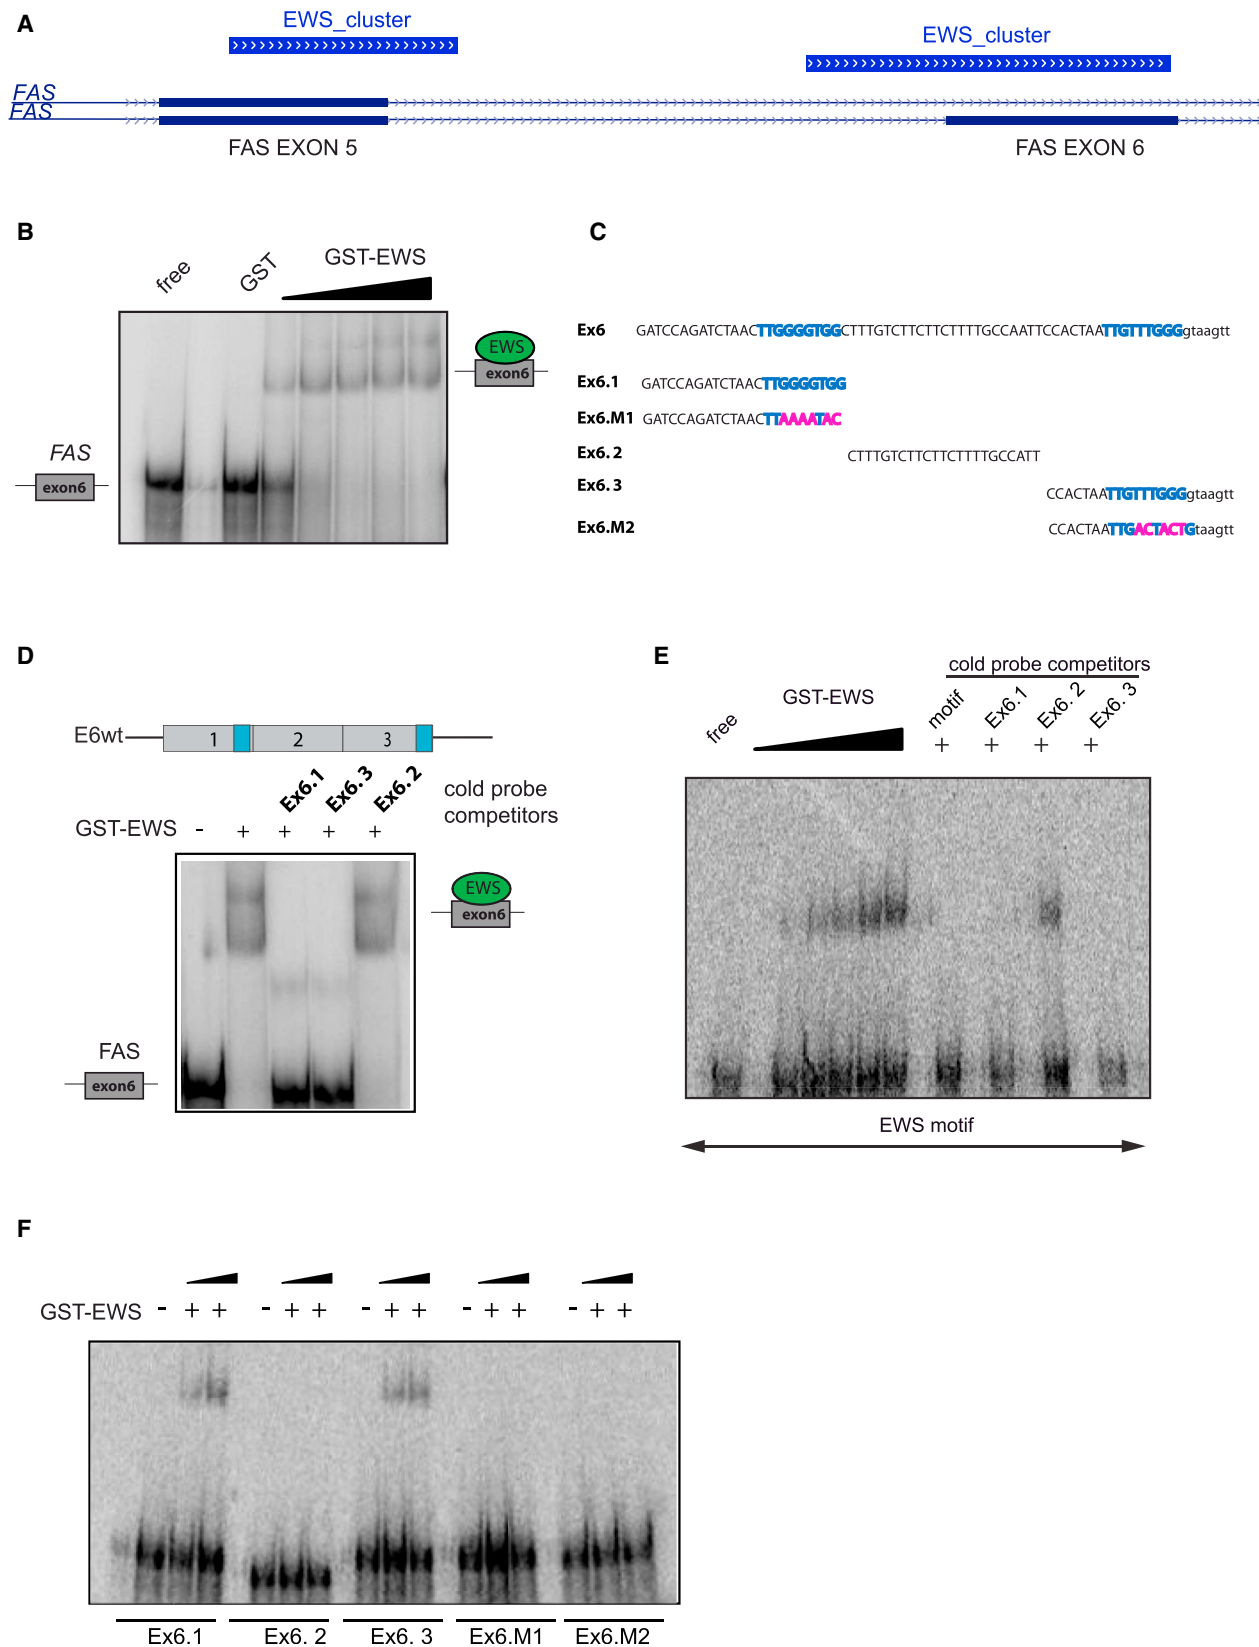 A
EWS_cluster
EWS_cluster
FAS
FAS
FAS EXON 5
FAS EXON 6
B
free
GST
GST-EWS
EWS
exon6
FAS
exon6
C
Ex6 GATCCAGATCTAACTTGGGGTGGCTTTGTCTTCTTCTTTTGCCAATTCCACTAATTGTTTGGGgtaagtt
Ex6.1 GATCCAGATCTAACTTGGGGTGG
Ex6.M1 GATCCAGATCTAACTTAAAATAC
Ex6.2 CTTTGTCTTCTTCTTTTGCCATT
Ex6.3 CCACTAATTGTTTGGGgtaagtt
Ex6.M2 CCACTAATTGACTACTGtaagtt
D
E6wt
1 2 3
Ex6.1 Ex6.3 Ex6.2
cold probe
competitors
GST-EWS - + + + +
EWS
exon6
FAS
exon6
E
cold probe competitors
free
GST-EWS
motif Ex6.1 Ex6. 2 Ex6. 3
+ + + +
EWS motif
F
GST-EWS - + + - + + - + + - + + - + +
Ex6.1 Ex6. 2 Ex6. 3 Ex6.M1 Ex6.M2